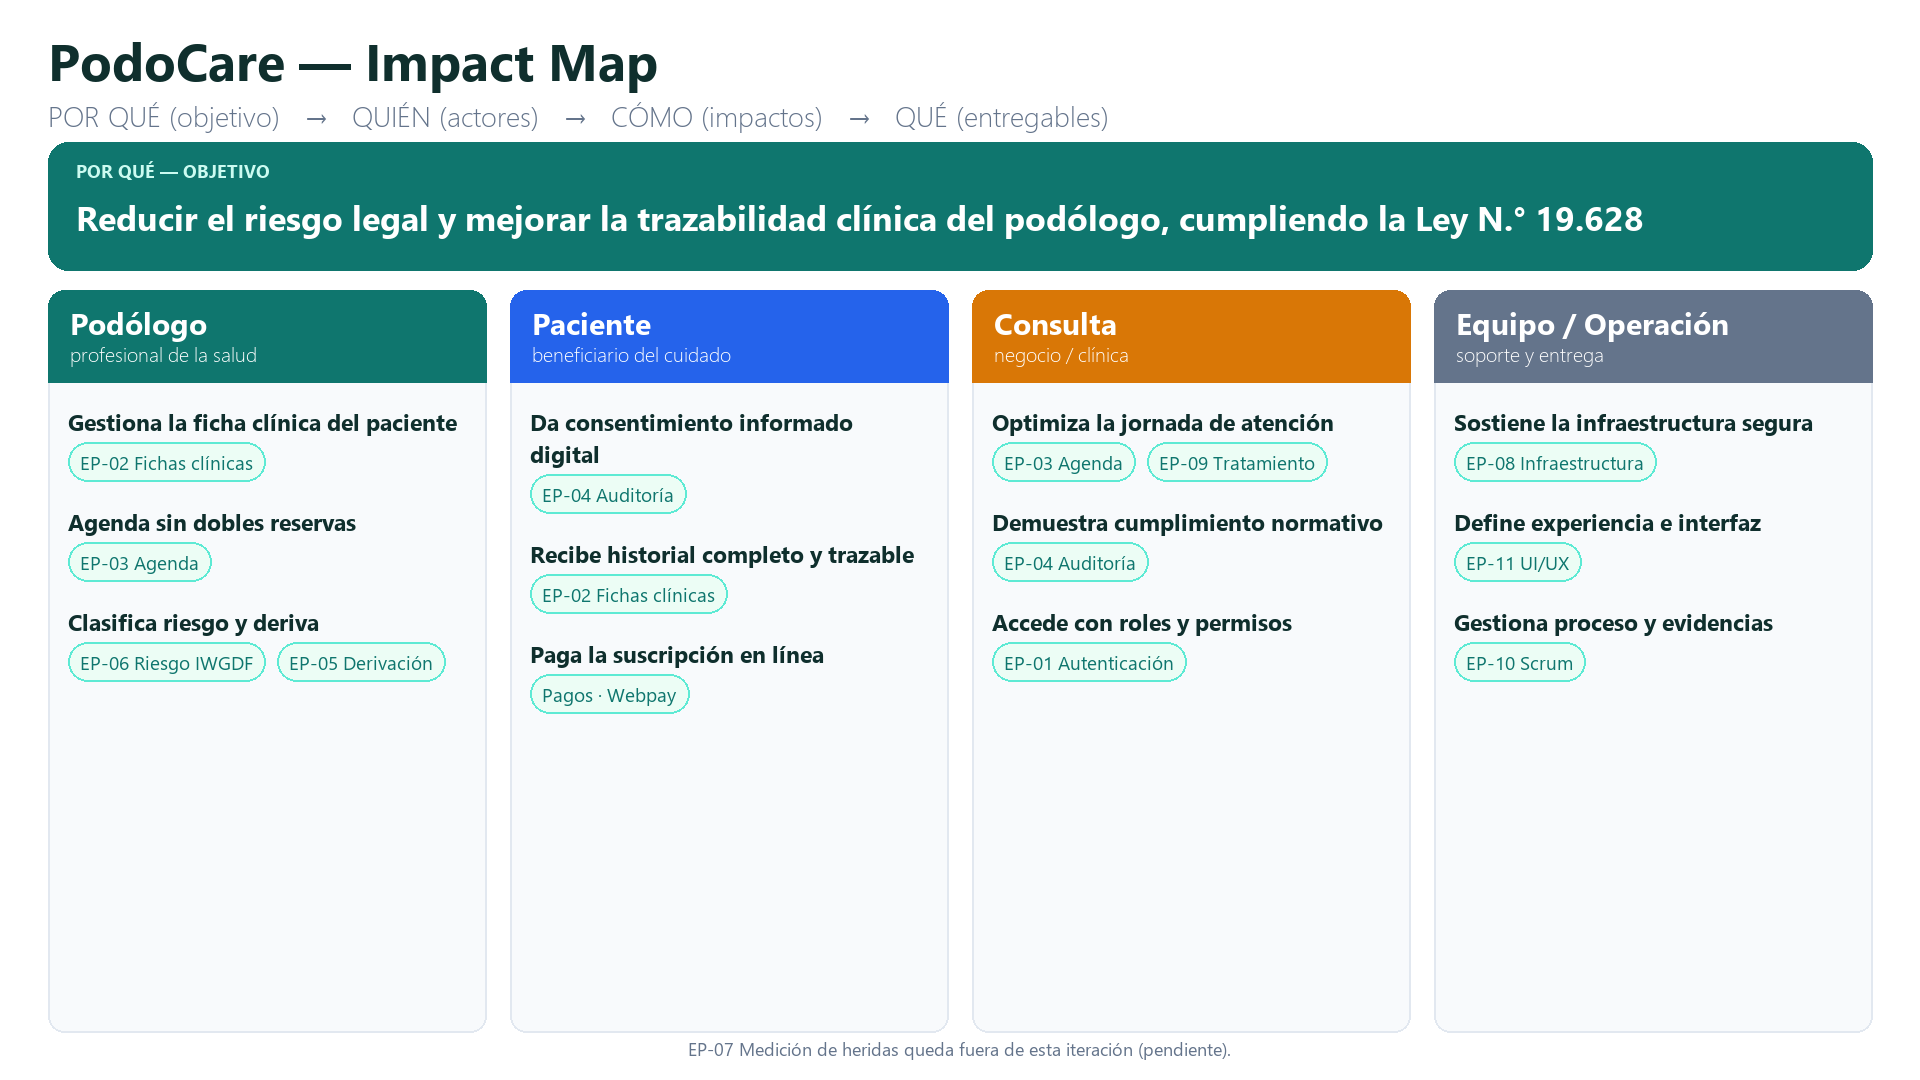 PodoCare — Impact Map
POR QUÉ (objetivo) → QUIÉN (actores) → CÓMO (impactos) → QUÉ (entregables)
POR QUÉ — OBJETIVO
Reducir el riesgo legal y mejorar la trazabilidad clínica del podólogo, cumpliendo la Ley N.° 19.628
Podólogo
profesional de la salud
Gestiona la ficha clínica del paciente
EP-02 Fichas clínicas
Agenda sin dobles reservas
EP-03 Agenda
Clasifica riesgo y deriva
EP-06 Riesgo IWGDF EP-05 Derivación
Paciente
beneficiario del cuidado
Da consentimiento informado
digital
EP-04 Auditoría
Recibe historial completo y trazable
EP-02 Fichas clínicas
Paga la suscripción en línea
Pagos · Webpay
Consulta
negocio / clínica
Optimiza la jornada de atención
EP-03 Agenda EP-09 Tratamiento
Demuestra cumplimiento normativo
EP-04 Auditoría
Accede con roles y permisos
EP-01 Autenticación
Equipo / Operación
soporte y entrega
Sostiene la infraestructura segura
EP-08 Infraestructura
Define experiencia e interfaz
EP-11 UI/UX
Gestiona proceso y evidencias
EP-10 Scrum
EP-07 Medición de heridas queda fuera de esta iteración (pendiente).